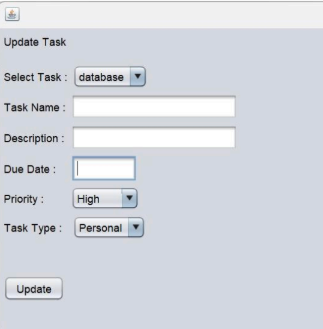 Update Task
Select Task : database
Task Name :
Description :
Due Date :
Priority : High
Task Type : Personal
Update